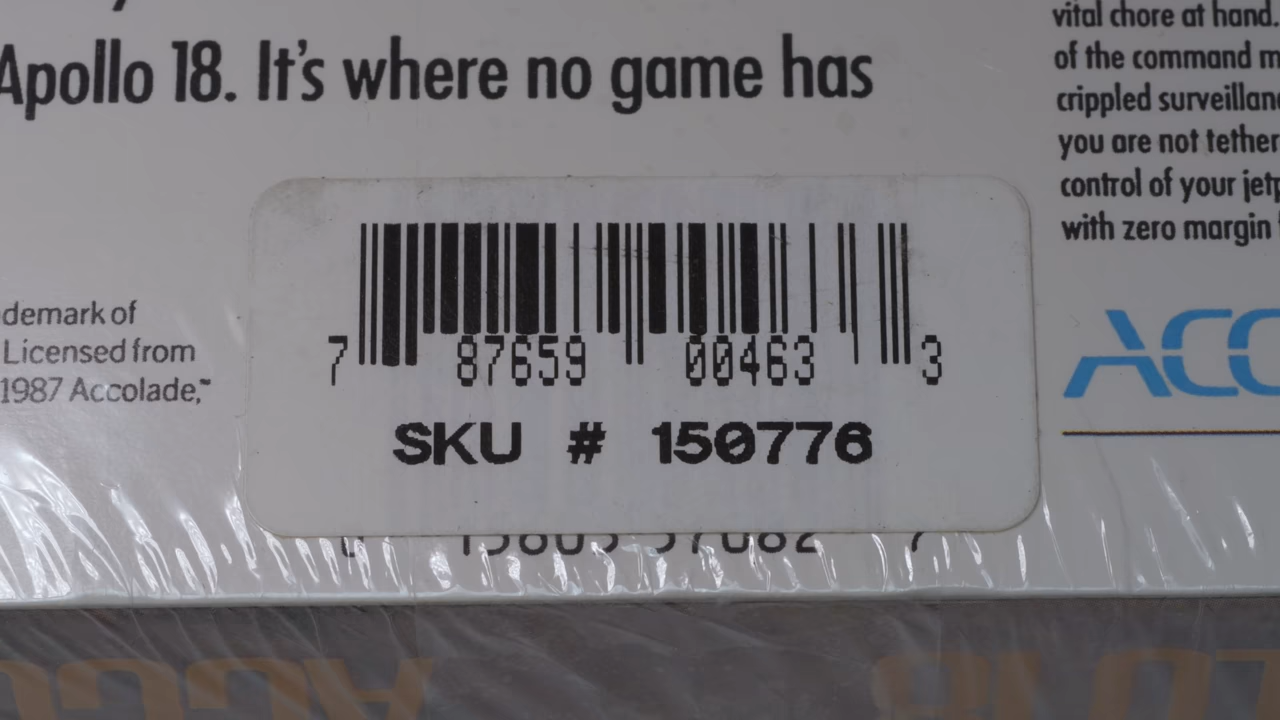 Apollo 18. It's where no game has
vital chore at hand.
of the command m
crippled surveillan
you are not tether
control of your jetp
with zero margin
demark of
Licensed from
1987 Accolade,™
7 87659 00463 3
SKU # 150776
ACC